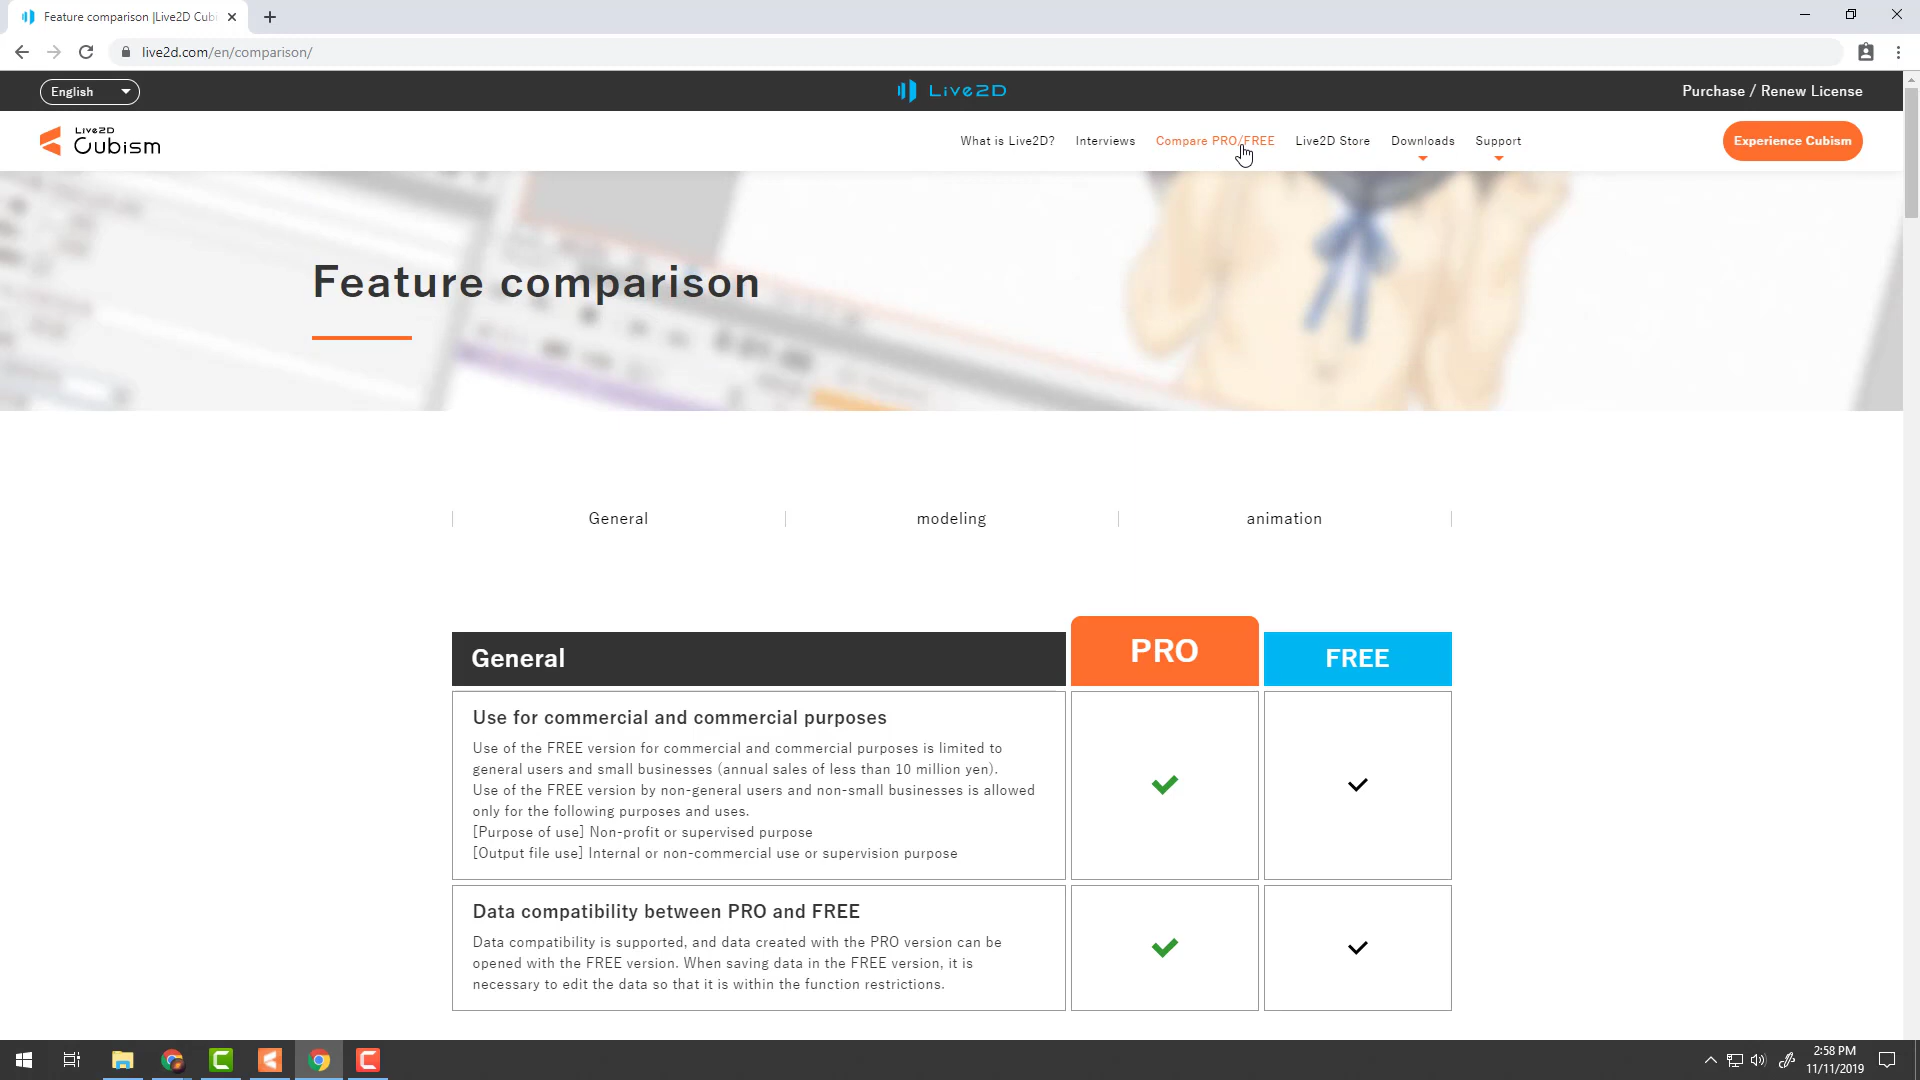 Feature comparison |Live2D Cubi
live2d.com/en/comparison/
English
Live2D
Purchase / Renew License
Live2D
Cubism
What is Live2D?
Interviews
Compare PRO/FREE
Live2D Store
Downloads
Support
Experience Cubism
Feature comparison
General
modeling
animation
General
PRO
FREE
Use for commercial and commercial purposes
Use of the FREE version for commercial and commercial purposes is limited to
general users and small businesses (annual sales of less than 10 million yen).
Use of the FREE version by non-general users and non-small businesses is allowed
only for the following purposes and uses.
[Purpose of use] Non-profit or supervised purpose
[Output file use] Internal or non-commercial use or supervision purpose
Data compatibility between PRO and FREE
Data compatibility is supported, and data created with the PRO version can be
opened with the FREE version. When saving data in the FREE version, it is
necessary to edit the data so that it is within the function restrictions.
2:58 PM
11/11/2019